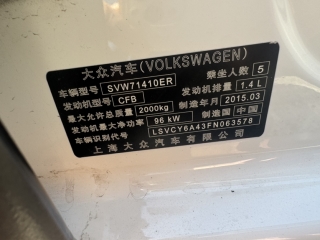 大众汽车(VOLKSWAGEN)
车辆型号 SVW71410ER 乘坐人数 5
发动机型号 CFB 发动机排量 1.4 L
最大允许总质量 2000kg 制造年月 2015.03
发动机最大净功率 96 kW 制造国 中国
车辆识别代号 LSVCY6A43FN063578
上海大众汽车有限公司